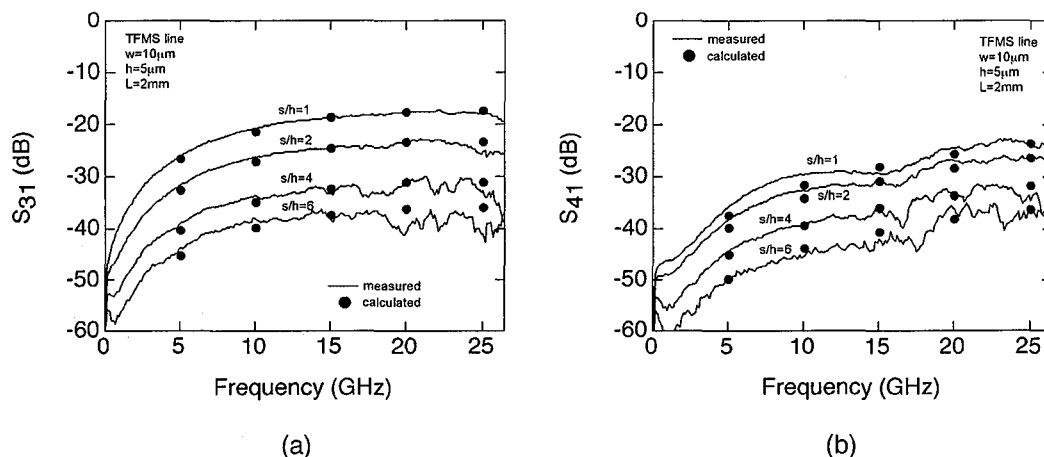 0
-10
-20
-30
-40
-50
-60
S31 (dB)
TFMS line
w=10µm
h=5µm
L=2mm
s/h=1
s/h=2
s/h=4
s/h=6
measured
calculated
0
5
10
15
20
25
Frequency (GHz)
(a)
0
-10
-20
-30
-40
-50
-60
S41 (dB)
measured
calculated
TFMS line
w=10µm
h=5µm
L=2mm
s/h=1
s/h=2
s/h=4
s/h=6
0
5
10
15
20
25
Frequency (GHz)
(b)